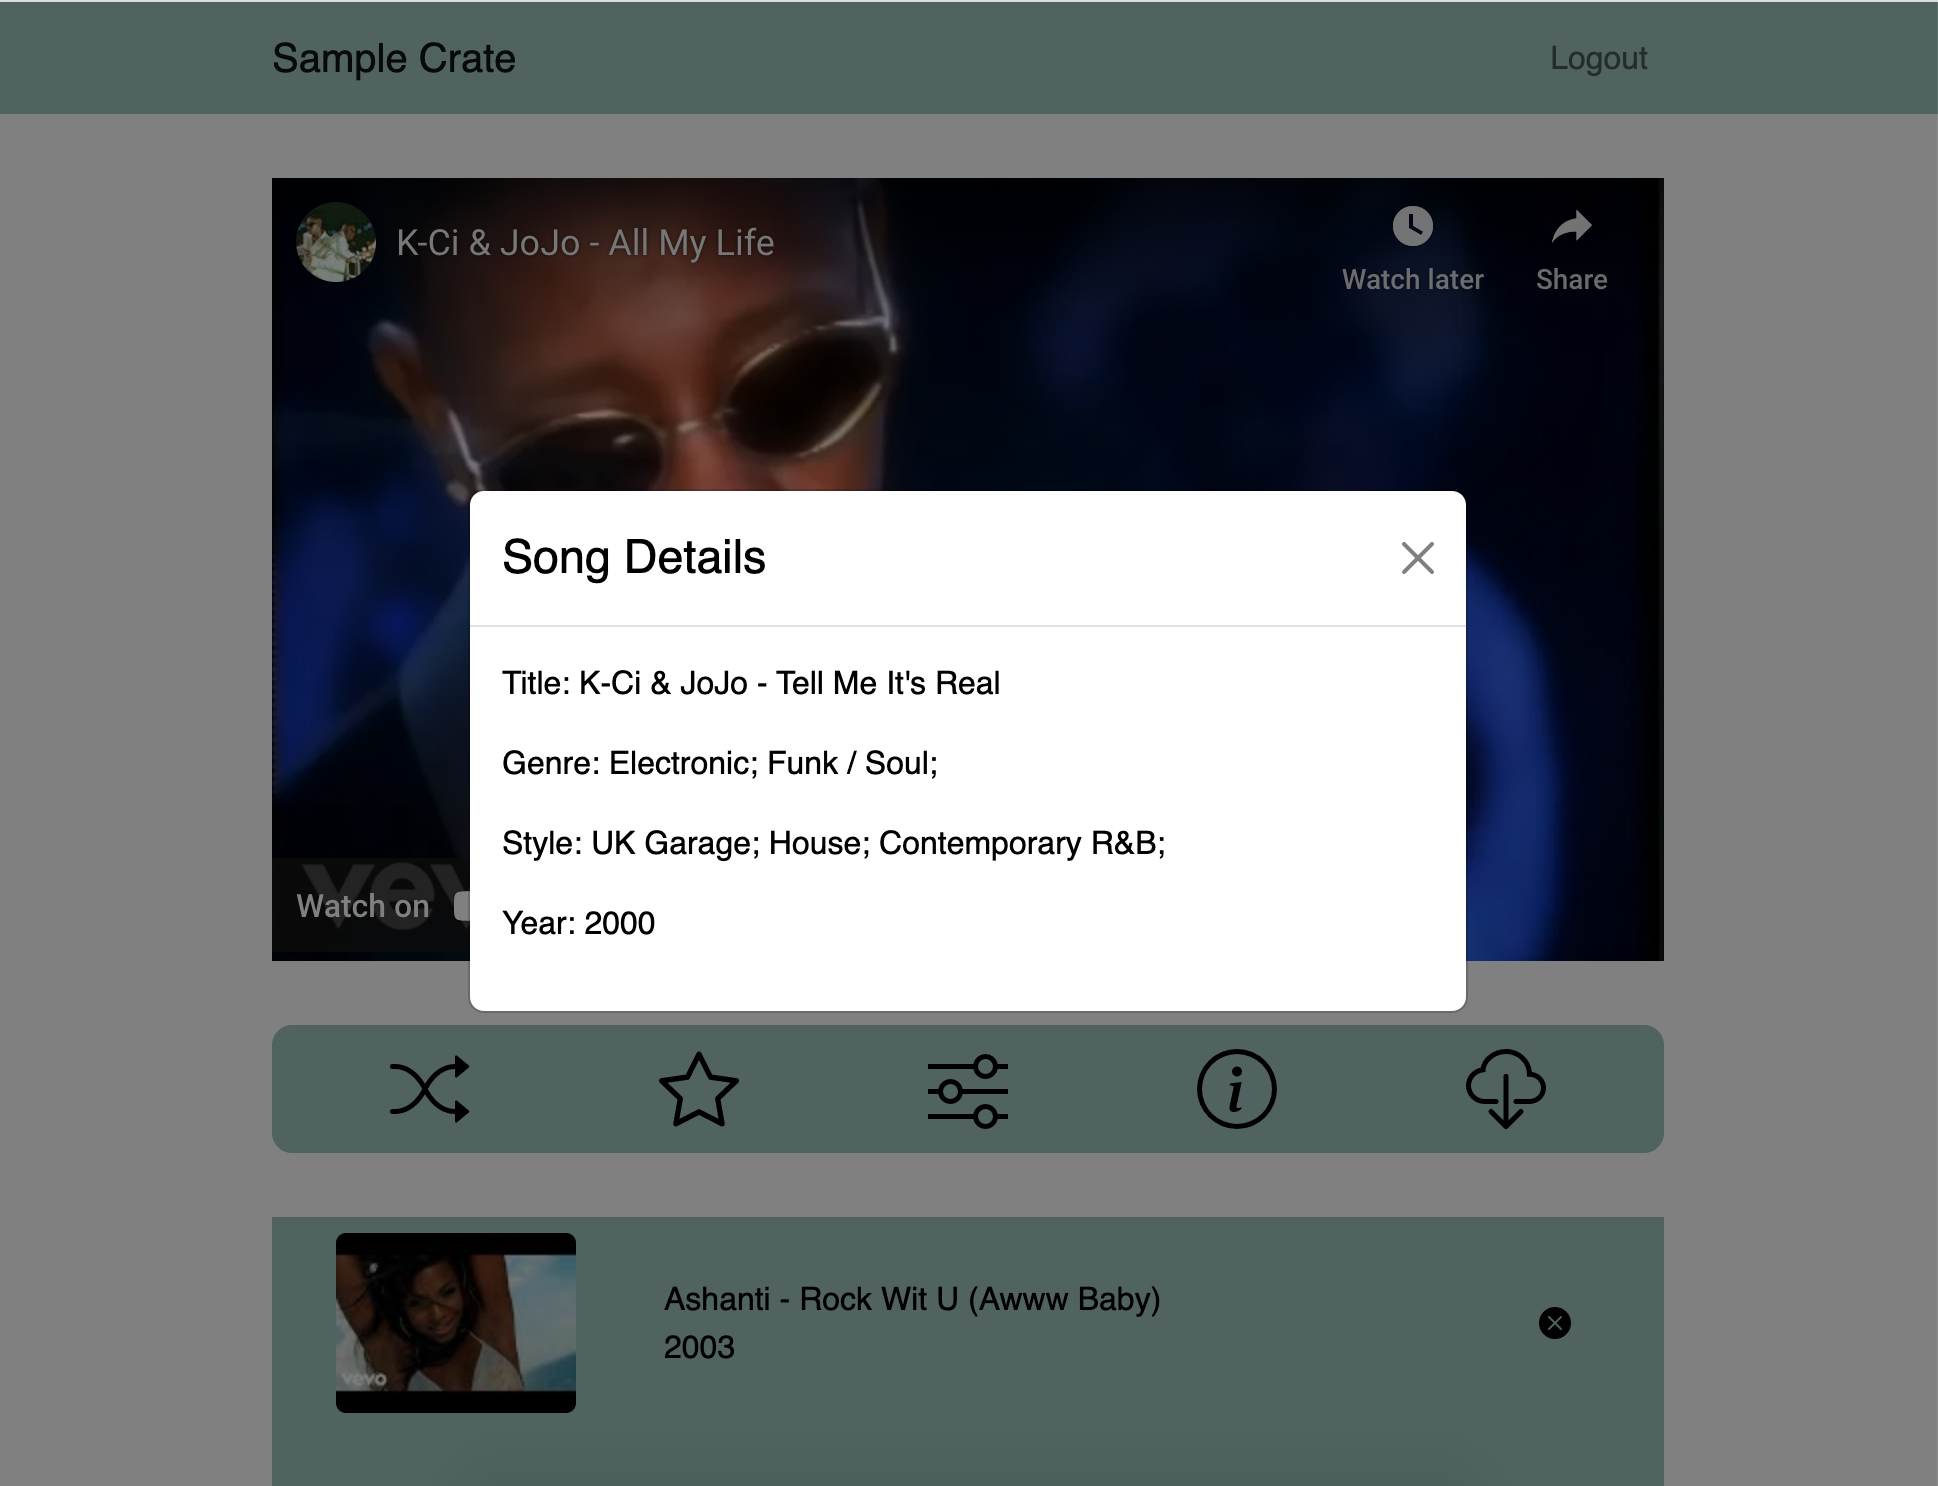 Sample Crate
Logout
K-Ci & JoJo - All My Life
Watch later
Share
Song Details
Title: K-Ci & JoJo - Tell Me It's Real
Genre: Electronic; Funk / Soul;
Style: UK Garage; House; Contemporary R&B;
Year: 2000
vev
Watch on
i
Ashanti - Rock Wit U (Awww Baby)
2003
vevo